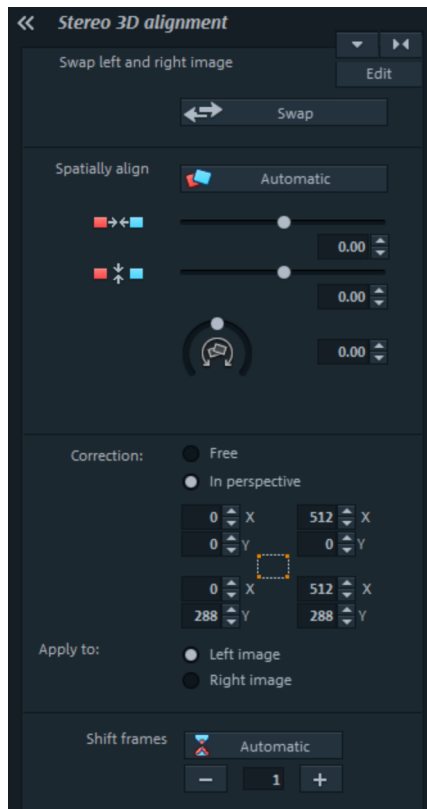 Stereo 3D alignment
Swap left and right image
Edit
Swap
Spatially align
Automatic
0.00
0.00
0.00
Correction:
Free
In perspective
0 X 512 X
0 Y 0 Y
0 X 512 X
288 Y 288 Y
Apply to:
Left image
Right image
Shift frames
Automatic
1